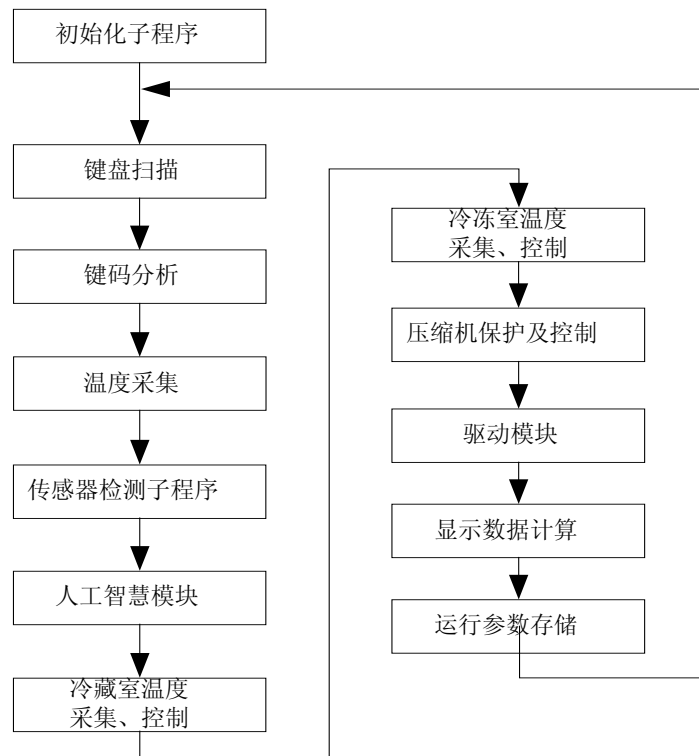 初始化子程序
键盘扫描
键码分析
温度采集
传感器检测子程序
人工智慧模块
冷藏室温度
采集、控制
冷冻室温度
采集、控制
压缩机保护及控制
驱动模块
显示数据计算
运行参数存储